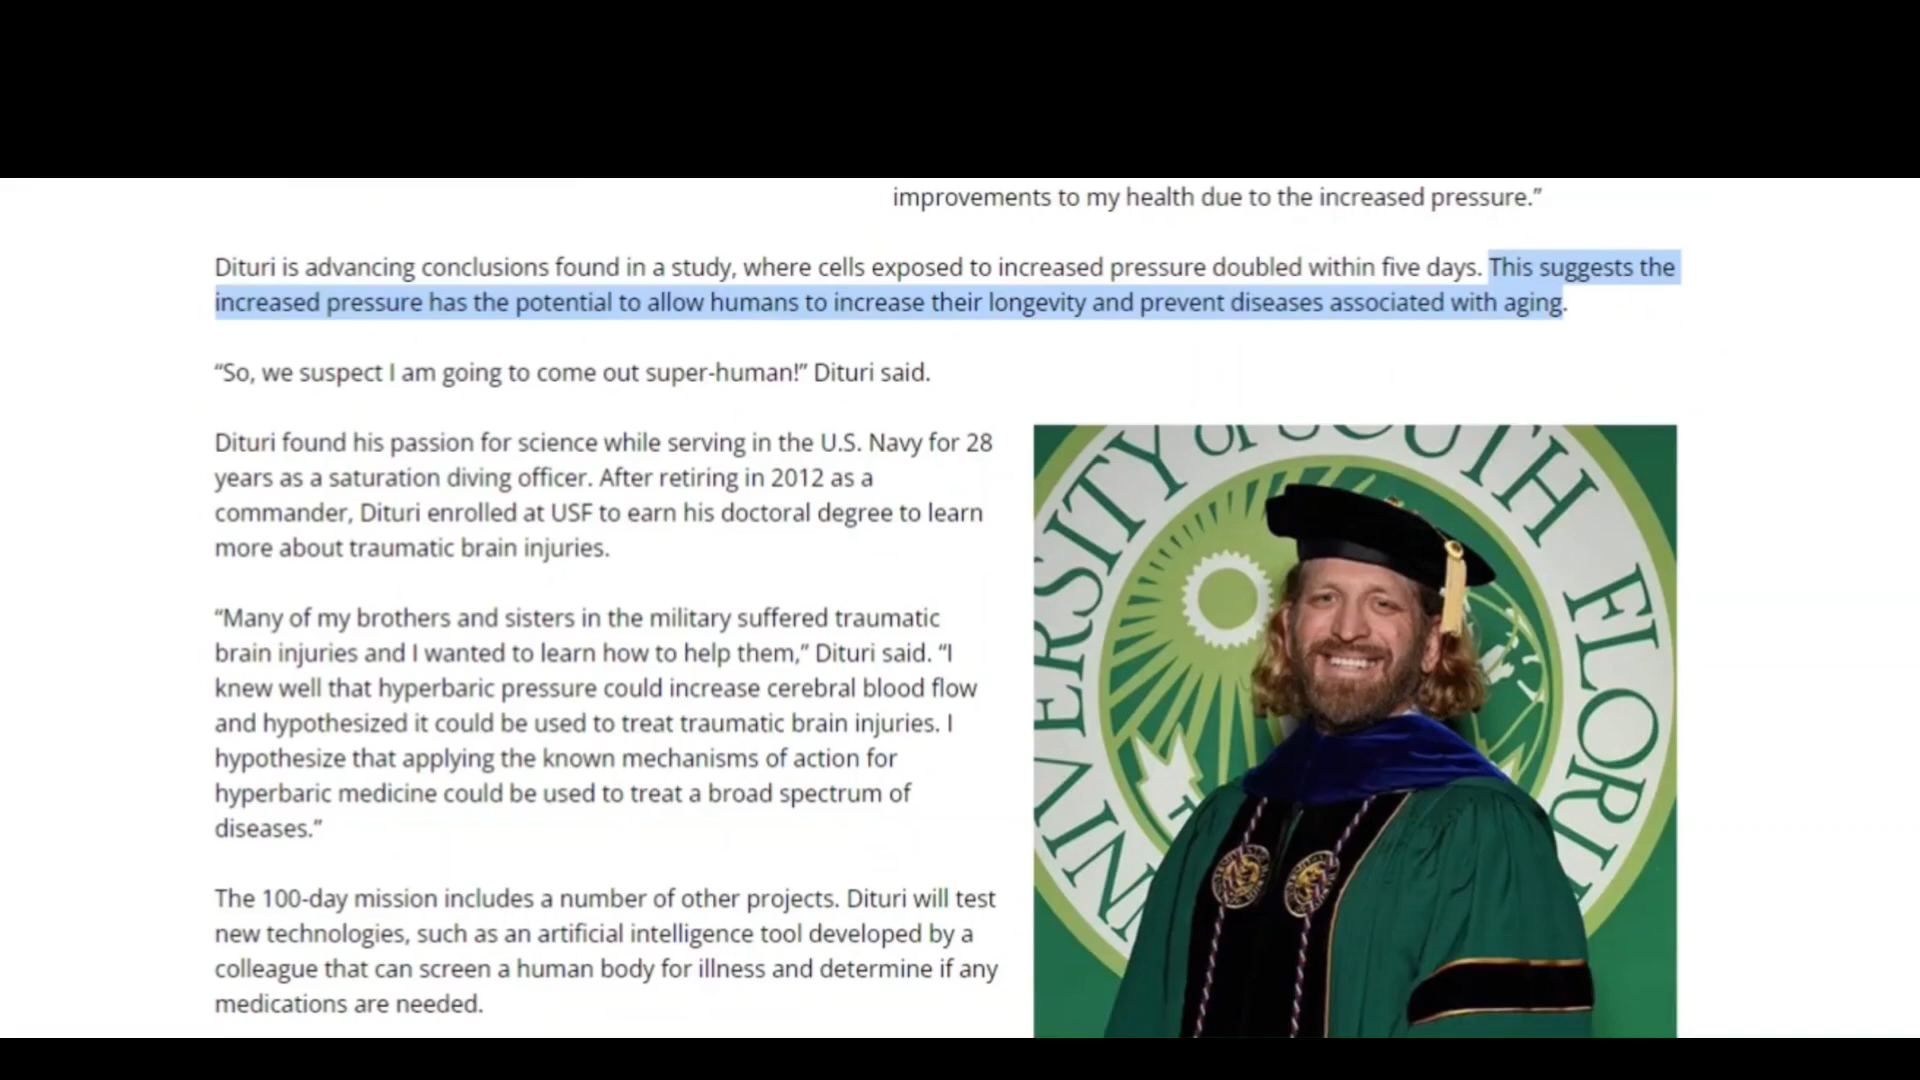 improvements to my health due to the increased pressure.”
Dituri is advancing conclusions found in a study, where cells exposed to increased pressure doubled within five days. This suggests the
increased pressure has the potential to allow humans to increase their longevity and prevent diseases associated with aging.
“So, we suspect I am going to come out super-human!” Dituri said.
Dituri found his passion for science while serving in the U.S. Navy for 28
years as a saturation diving officer. After retiring in 2012 as a
commander, Dituri enrolled at USF to earn his doctoral degree to learn
more about traumatic brain injuries.
“Many of my brothers and sisters in the military suffered traumatic
brain injuries and I wanted to learn how to help them,” Dituri said. “I
knew well that hyperbaric pressure could increase cerebral blood flow
and hypothesized it could be used to treat traumatic brain injuries. I
hypothesize that applying the known mechanisms of action for
hyperbaric medicine could be used to treat a broad spectrum of
diseases.”
The 100-day mission includes a number of other projects. Dituri will test
new technologies, such as an artificial intelligence tool developed by a
colleague that can screen a human body for illness and determine if any
medications are needed.
UNIVERSITY of SOUTH FLORI
UNIV